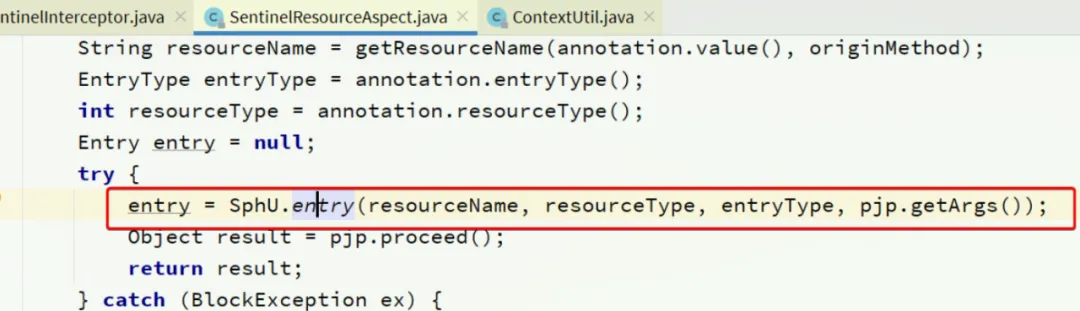 ntinelInterceptor.java × SentinelResourceAspect.java × ContextUtil.java ×
String resourceName = getResourceName(annotation.value(), originMethod);
EntryType entryType = annotation.entryType();
int resourceType = annotation.resourceType();
Entry entry = null;
try {
entry = SphU.entry(resourceName, resourceType, entryType, pjp.getArgs());
Object result = pjp.proceed();
return result;
} catch (BlockException ex) {